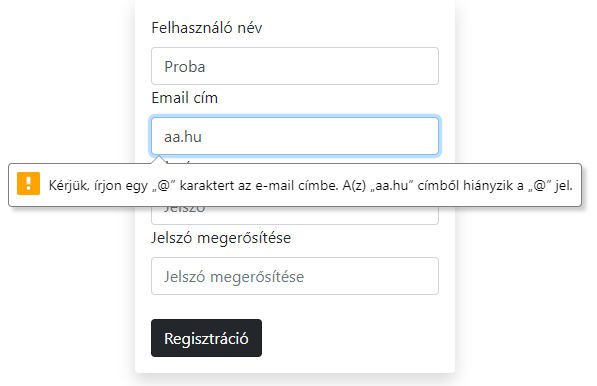 Felhasználó név
Proba
Email cím
aa.hu
Kérjük, írjon egy „@” karaktert az e-mail címbe. A(z) „aa.hu” címből hiányzik a „@” jel.
Jelszó
Jelszó megerősítése
Jelszó megerősítése
Regisztráció